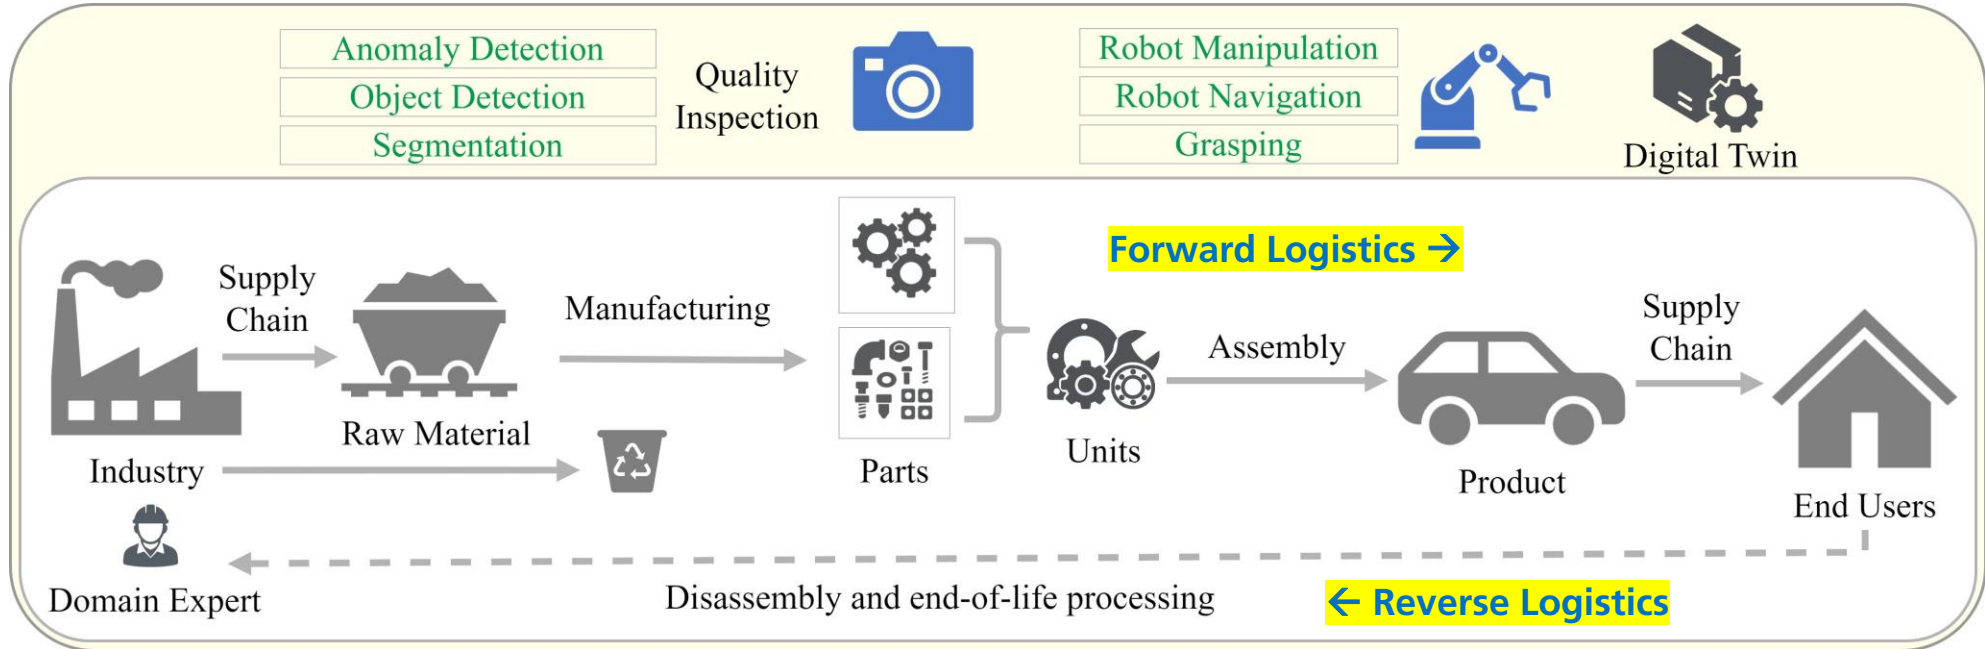 Anomaly Detection
Object Detection
Segmentation
Quality
Inspection
Robot Manipulation
Robot Navigation
Grasping
Digital Twin
Forward Logistics →
Supply
Chain
Manufacturing
Supply
Chain
Assembly
Raw Material
Industry
Parts
Units
Product
End Users
Domain Expert
Disassembly and end-of-life processing
← Reverse Logistics